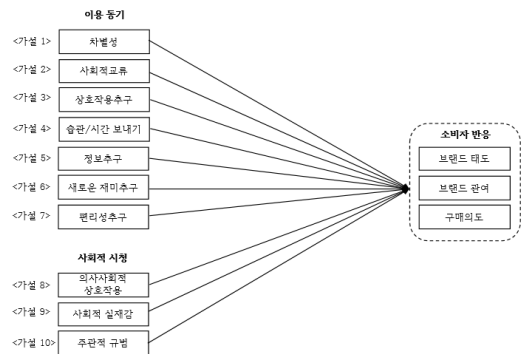 이용 동기
<가설 1> 차별성
<가설 2> 사회적교류
<가설 3> 상호작용추구
<가설 4> 습관/시간 보내기
<가설 5> 정보추구
<가설 6> 새로운 재미추구
<가설 7> 편리성추구
사회적 시청
<가설 8> 의사사회적
상호작용
<가설 9> 사회적 실재감
<가설 10> 주관적 규범
소비자 반응
브랜드 태도
브랜드 관여
구매의도